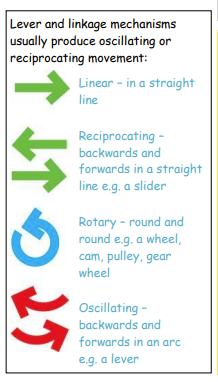 Lever and linkage mechanisms
usually produce oscillating or
reciprocating movement:
Linear – in a straight
line
Reciprocating –
backwards and
forwards in a straight
line e.g. a slider
Rotary – round and
round e.g. a wheel,
cam, pulley, gear
wheel
Oscillating –
backwards and
forwards in an arc
e.g. a lever